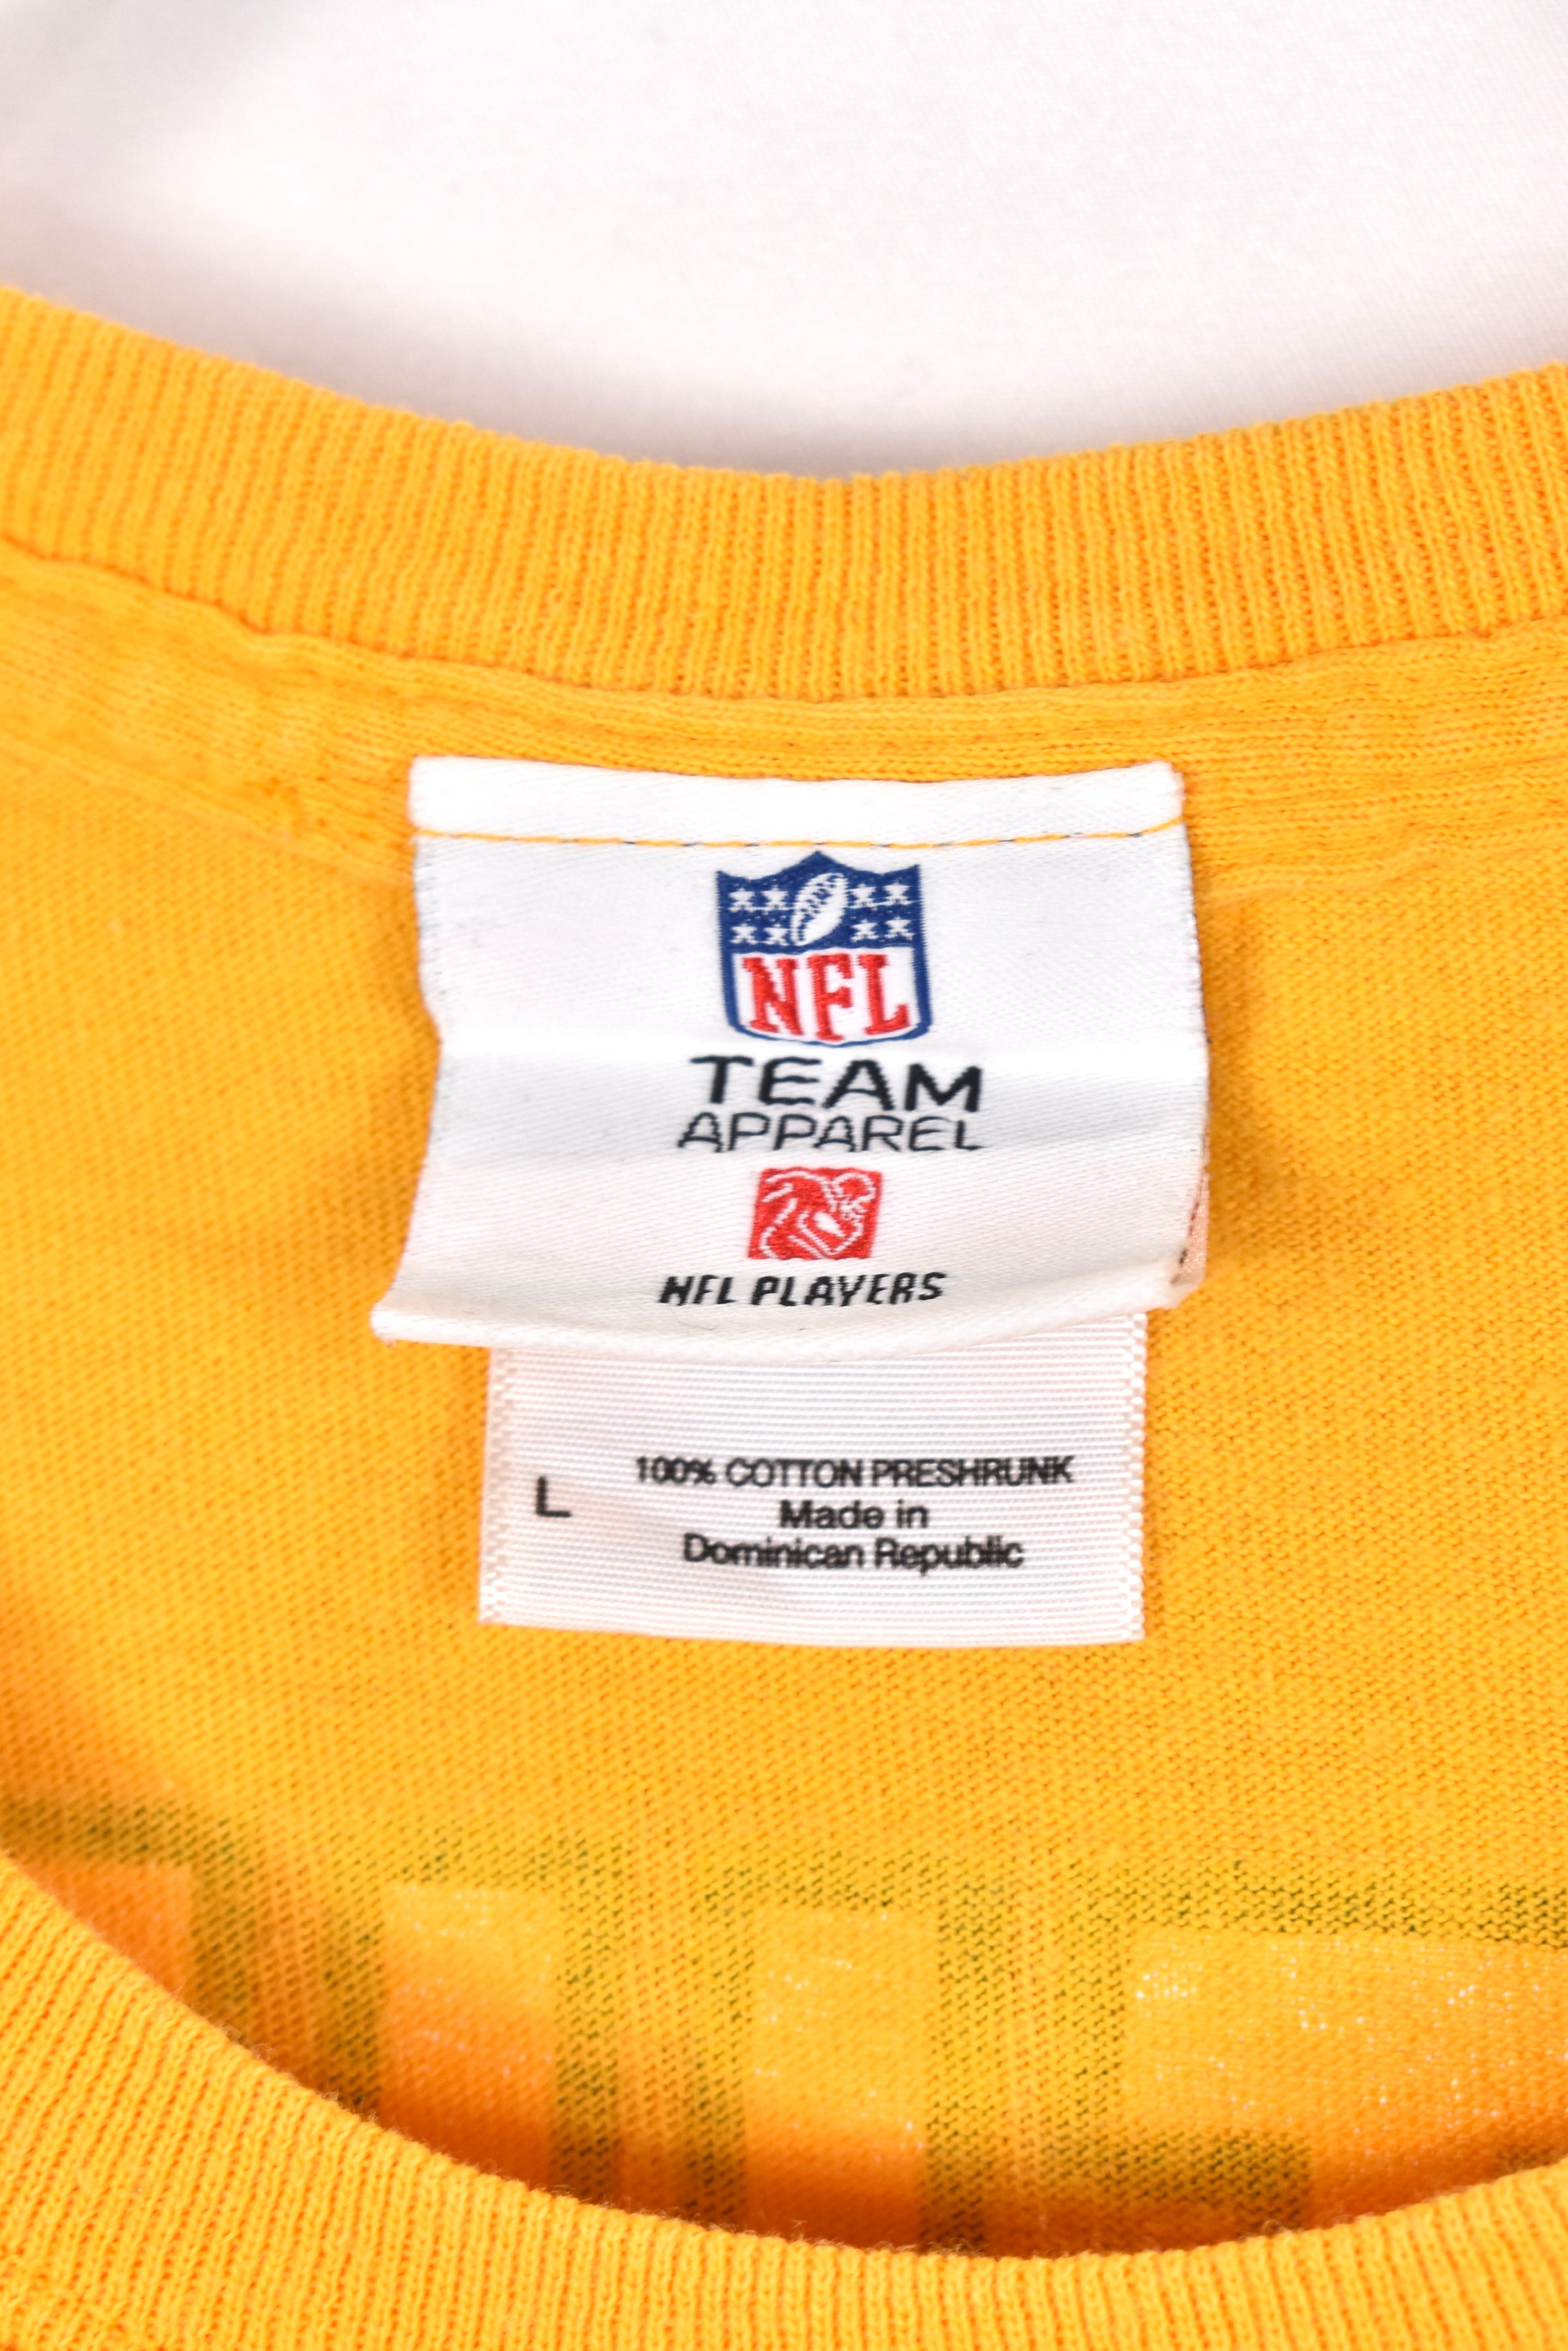 NFL
TEAM
APPAREL
NFL PLAYERS
L
100% COTTON PRESHRUNK
Made in
Dominican Republic